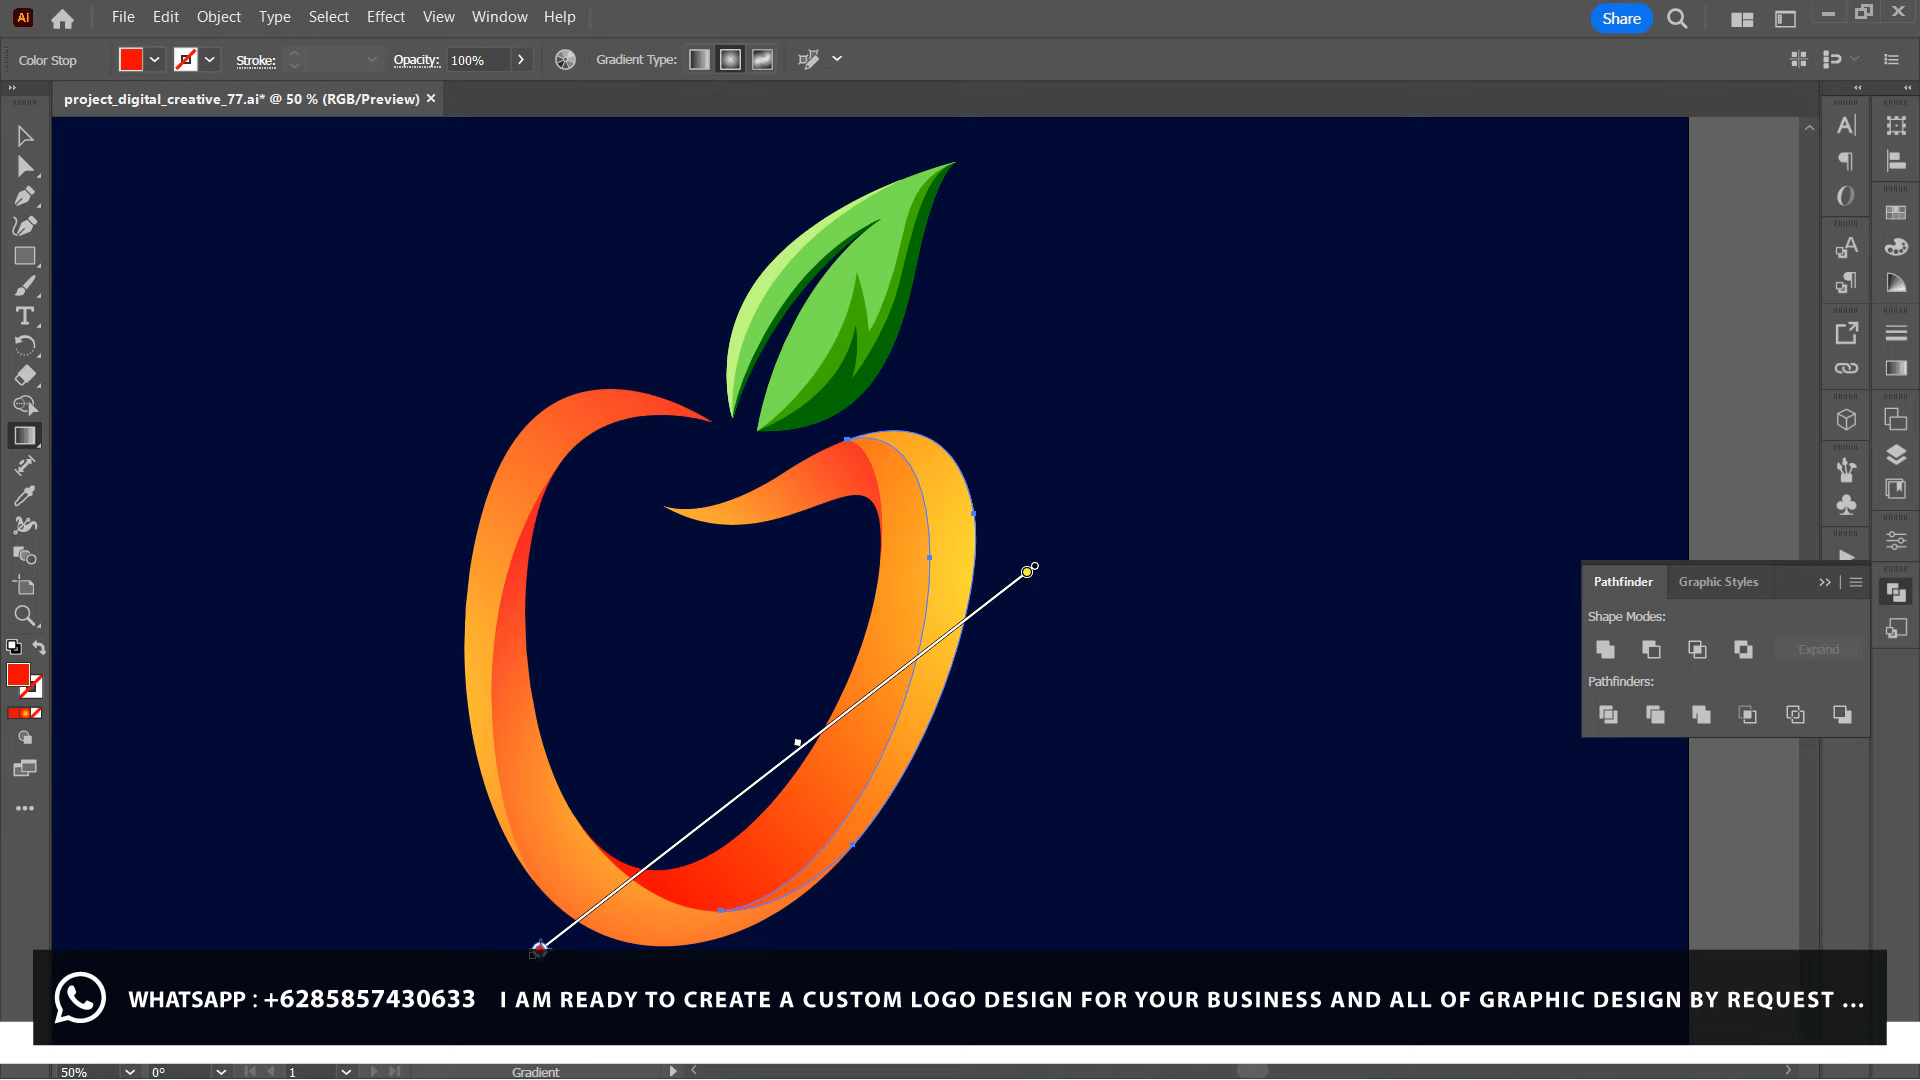 Ai File Edit Object Type Select Effect View Window Help Share
Color Stop Stroke: Opacity: 100% Gradient Type:
project_digital_creative_77.ai* @ 50 % (RGB/Preview) ×
Pathfinder Graphic Styles
Shape Modes:
Expand
Pathfinders:
WHATSAPP : +6285857430633 I AM READY TO CREATE A CUSTOM LOGO DESIGN FOR YOUR BUSINESS AND ALL OF GRAPHIC DESIGN BY REQUEST ...
50% 0° 1 Gradient